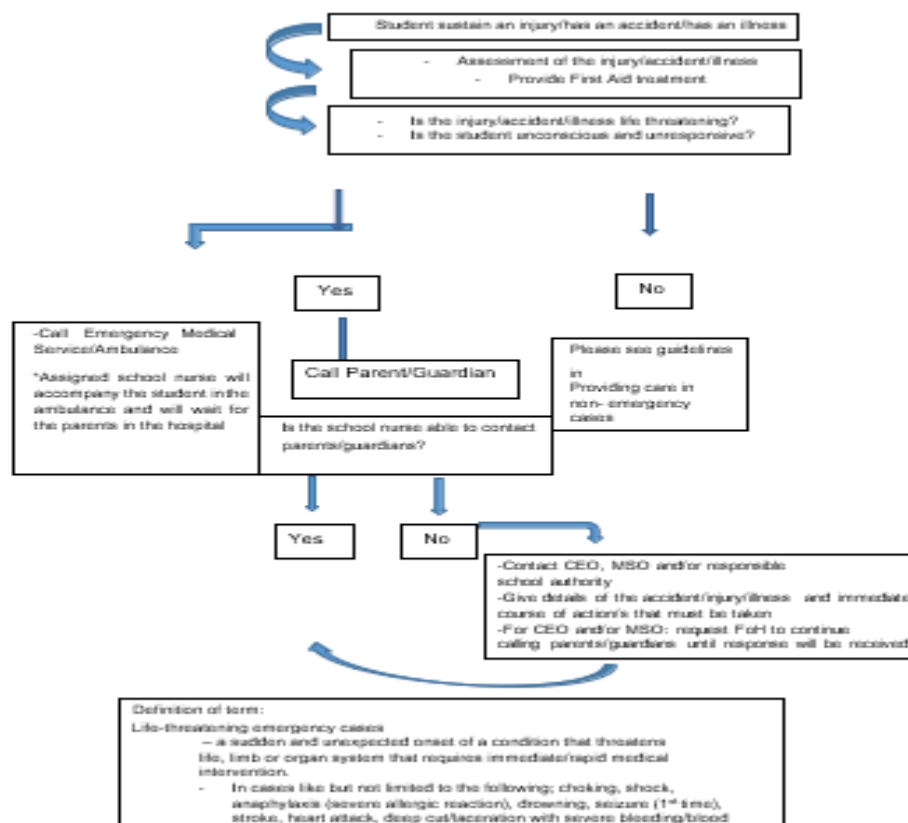 Student sustain an injury/has an accident/has an illness
- Assessment of the injury/accident/illness
- Provide First Aid treatment
- Is the injury/accident/illness life threatening?
- Is the student unconscious and unresponsive?
Yes
No
-Call Emergency Medical
Service/Ambulance
*Assigned school nurse will
accompany the student in the
ambulance and will wait for
the parents in the hospital
Call Parent/Guardian
Is the school nurse able to contact
parents/guardians?
Please see guidelines
in
Providing care in
non- emergency
cases
Yes
No
-Contact CEO, MSO and/or responsible
school authority
-Give details of the accident/injury/illness and immediate
course of action/s that must be taken
-For CEO and/or MSO: request FoH to continue
calling parents/guardians until response will be received
Definition of term:
Life-threatening emergency cases
– a sudden and unexpected onset of a condition that threatens
life, limb or organ system that requires immediate/rapid medical
intervention.
- In cases like but not limited to the following; choking, shock,
anaphylaxis (severe allergic reaction), drowning, seizure (1st time),
stroke, heart attack, deep cut/laceration with severe bleeding/blood